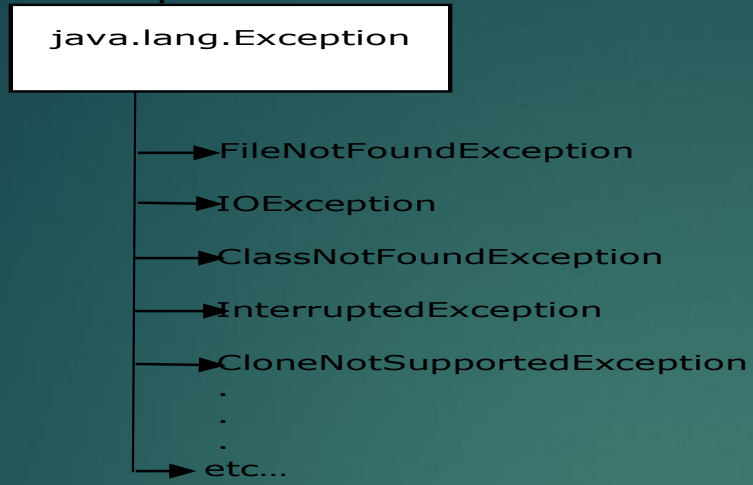 java.lang.Exception
FileNotFoundException
IOException
ClassNotFoundException
InterruptedException
CloneNotSupportedException
.
.
.
etc...